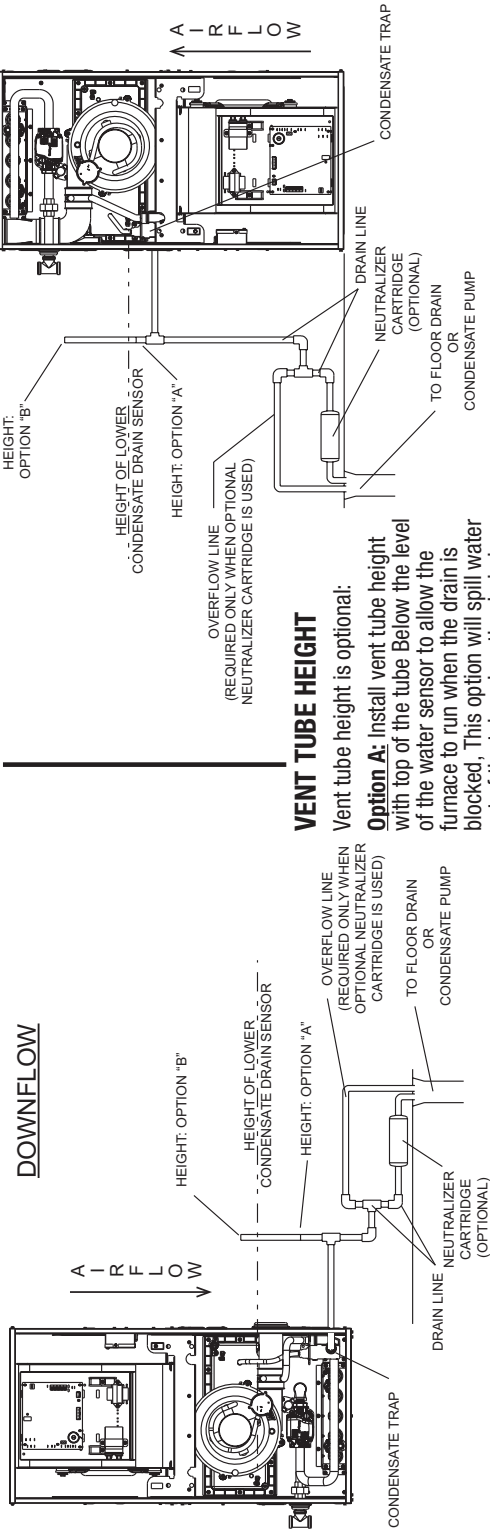 DOWNFLOW
AIRFLOW
HEIGHT: OPTION "B"
HEIGHT OF LOWER
CONDENSATE DRAIN SENSOR
HEIGHT: OPTION "A"
OVERFLOW LINE
(REQUIRED ONLY WHEN
OPTIONAL NEUTRALIZER
CARTRIDGE IS USED)
TO FLOOR DRAIN
OR
CONDENSATE PUMP
NEUTRALIZER
CARTRIDGE
(OPTIONAL)
DRAIN LINE
CONDENSATE TRAP
AIRFLOW
CONDENSATE TRAP
HEIGHT:
OPTION "B"
HEIGHT OF LOWER
CONDENSATE DRAIN SENSOR
HEIGHT: OPTION "A"
OVERFLOW LINE
(REQUIRED ONLY WHEN OPTIONAL
NEUTRALIZER CARTRIDGE IS USED)
DRAIN LINE
NEUTRALIZER
CARTRIDGE
(OPTIONAL)
TO FLOOR DRAIN
OR
CONDENSATE PUMP
VENT TUBE HEIGHT
Vent tube height is optional:
Option A: Install vent tube height
with top of the tube Below the level
of the water sensor to allow the
furnace to run when the drain is
blocked, This option will spill water